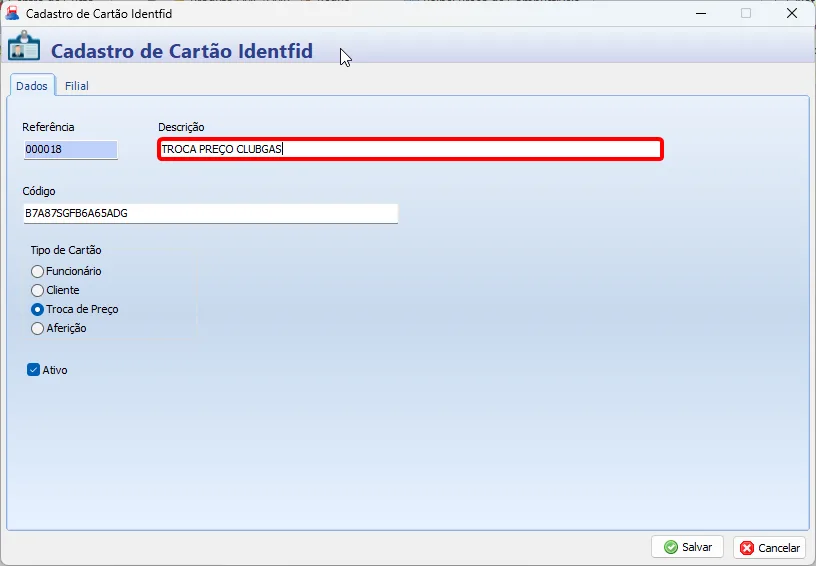 Cadastro de Cartão Identfid
Cadastro de Cartão Identfid
Dados Filial
Referência Descrição
000018 TROCA PREÇO CLUBGAS
Código
B7A87SGFB6A65ADG
Tipo de Cartão
Funcionário
Cliente
Troca de Preço
Aferição
Ativo
Salvar Cancelar